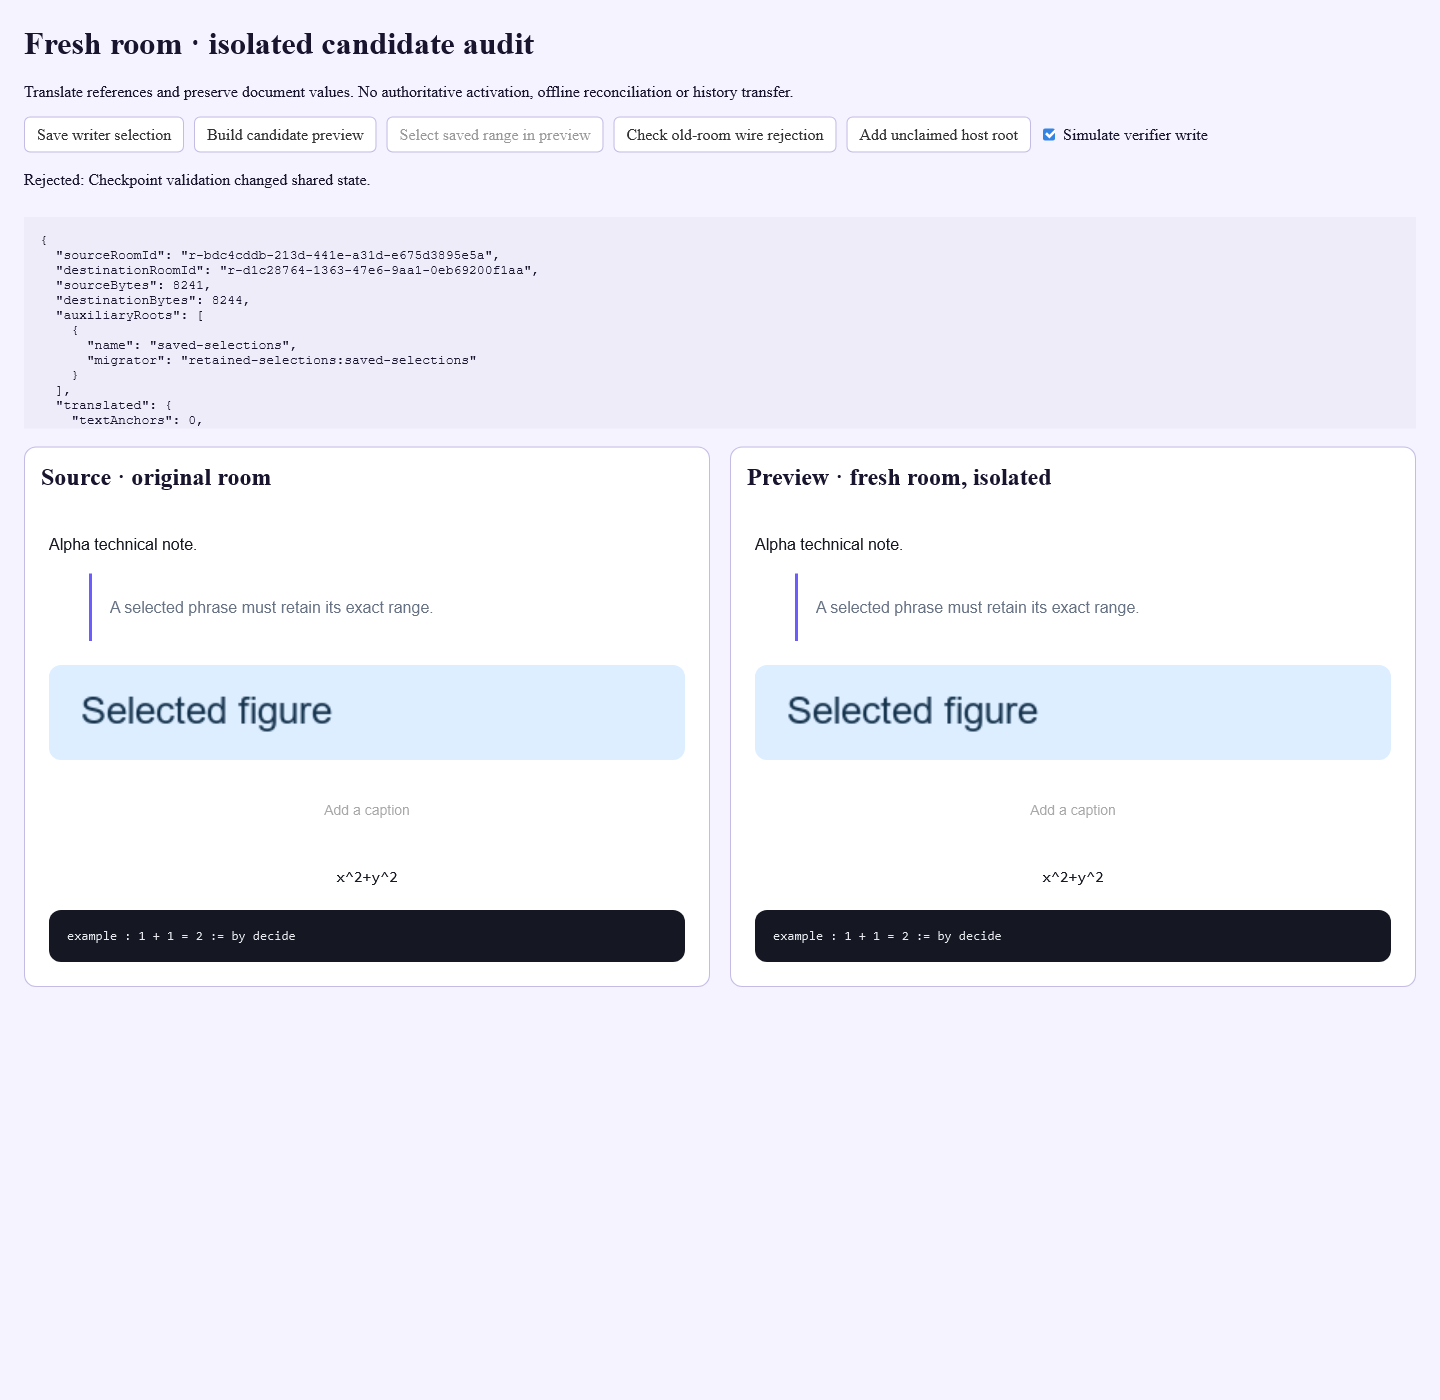 Fresh room · isolated candidate audit
Translate references and preserve document values. No authoritative activation, offline reconciliation or history transfer.
Save writer selection
Build candidate preview
Select saved range in preview
Check old-room wire rejection
Add unclaimed host root
Simulate verifier write
Rejected: Checkpoint validation changed shared state.
{
  "sourceRoomId": "r-bdc4cddb-213d-441e-a31d-e675d3895e5a",
  "destinationRoomId": "r-d1c28764-1363-47e6-9aa1-0eb69200f1aa",
  "sourceBytes": 8241,
  "destinationBytes": 8244,
  "auxiliaryRoots": [
    {
      "name": "saved-selections",
      "migrator": "retained-selections:saved-selections"
    }
  ],
  "translated": {
    "textAnchors": 0,
Source · original room
Alpha technical note.
A selected phrase must retain its exact range.
Selected figure
Add a caption
x^2+y^2
example : 1 + 1 = 2 := by decide
Preview · fresh room, isolated
Alpha technical note.
A selected phrase must retain its exact range.
Selected figure
Add a caption
x^2+y^2
example : 1 + 1 = 2 := by decide